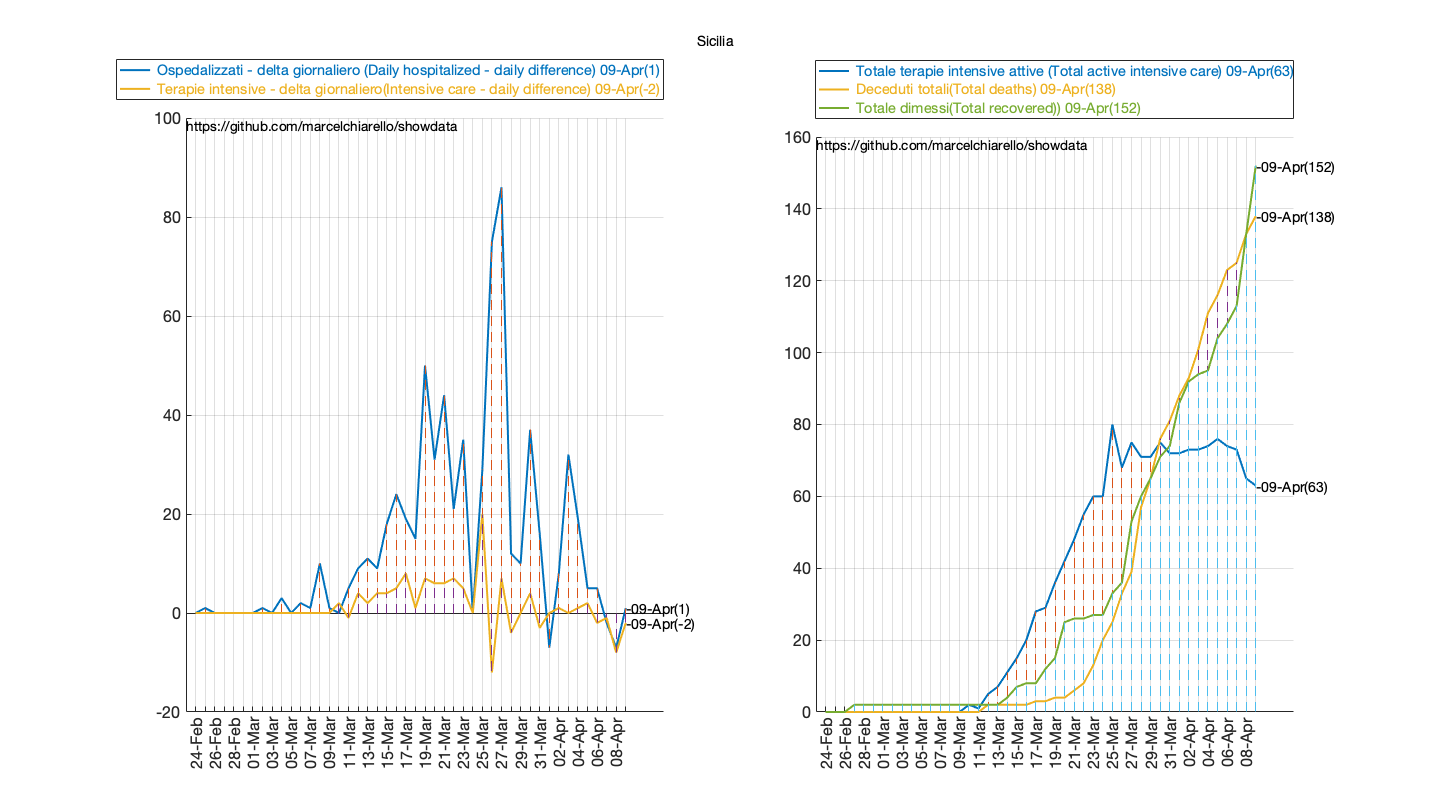 Sicilia
Ospedalizzati - delta giornaliero (Daily hospitalized - daily difference) 09-Apr(1)
Terapie intensive - delta giornaliero(Intensive care - daily difference) 09-Apr(-2)
https://github.com/marcelchiarello/showdata
100
80
60
40
20
0
-20
-09-Apr(1)
-09-Apr(-2)
24-Feb
26-Feb
28-Feb
01-Mar
03-Mar
05-Mar
07-Mar
09-Mar
11-Mar
13-Mar
15-Mar
17-Mar
19-Mar
21-Mar
23-Mar
25-Mar
27-Mar
29-Mar
31-Mar
02-Apr
04-Apr
06-Apr
08-Apr
Totale terapie intensive attive (Total active intensive care) 09-Apr(63)
Deceduti totali(Total deaths) 09-Apr(138)
Totale dimessi(Total recovered)) 09-Apr(152)
https://github.com/marcelchiarello/showdata
160
140
120
100
80
60
40
20
0
-09-Apr(152)
-09-Apr(138)
-09-Apr(63)
24-Feb
26-Feb
28-Feb
01-Mar
03-Mar
05-Mar
07-Mar
09-Mar
11-Mar
13-Mar
15-Mar
17-Mar
19-Mar
21-Mar
23-Mar
25-Mar
27-Mar
29-Mar
31-Mar
02-Apr
04-Apr
06-Apr
08-Apr